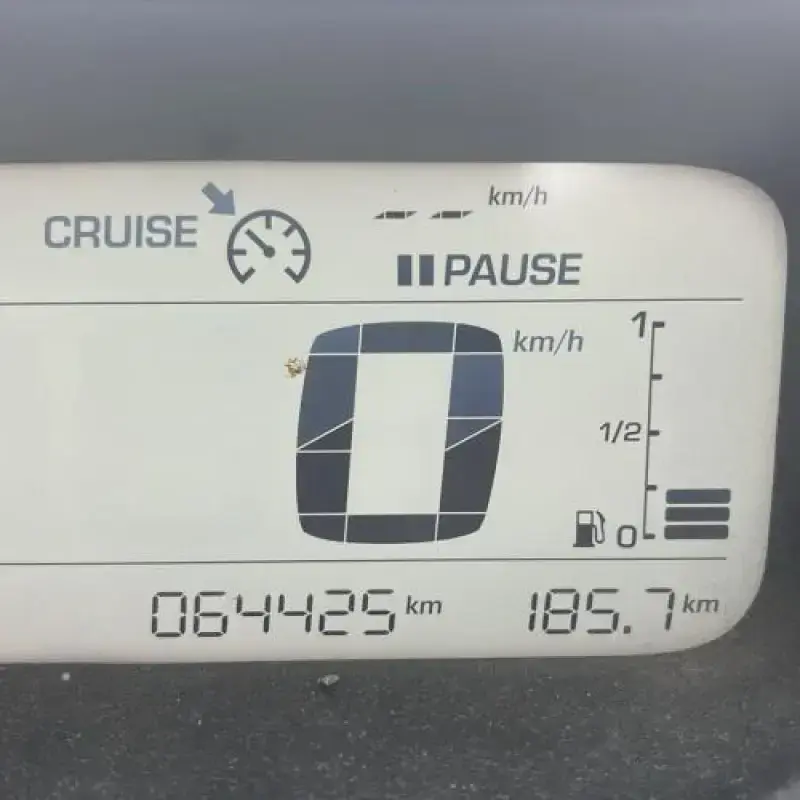 CRUISE -- km/h
PAUSE
0 km/h
1
1/2
0
064425 km 185.7 km